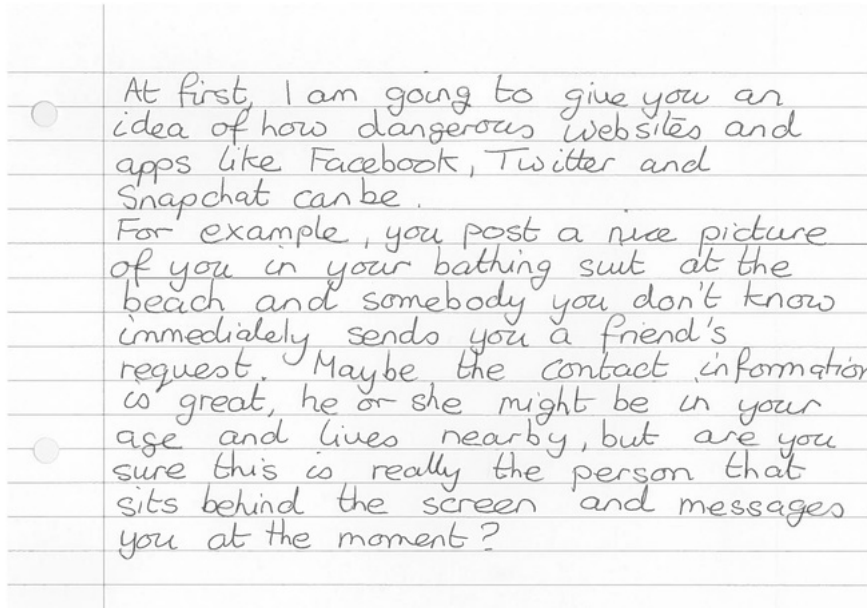 At first, I am going to give you an
idea of how dangerous websites and
apps like Facebook, Twitter and
Snapchat can be.
For example, you post a nice picture
of you in your bathing suit at the
beach and somebody you don't know
immediately sends you a friend's
request. Maybe the contact information
is great, he or she might be in your
age and lives nearby, but are you
sure this is really the person that
sits behind the screen and messages
you at the moment?